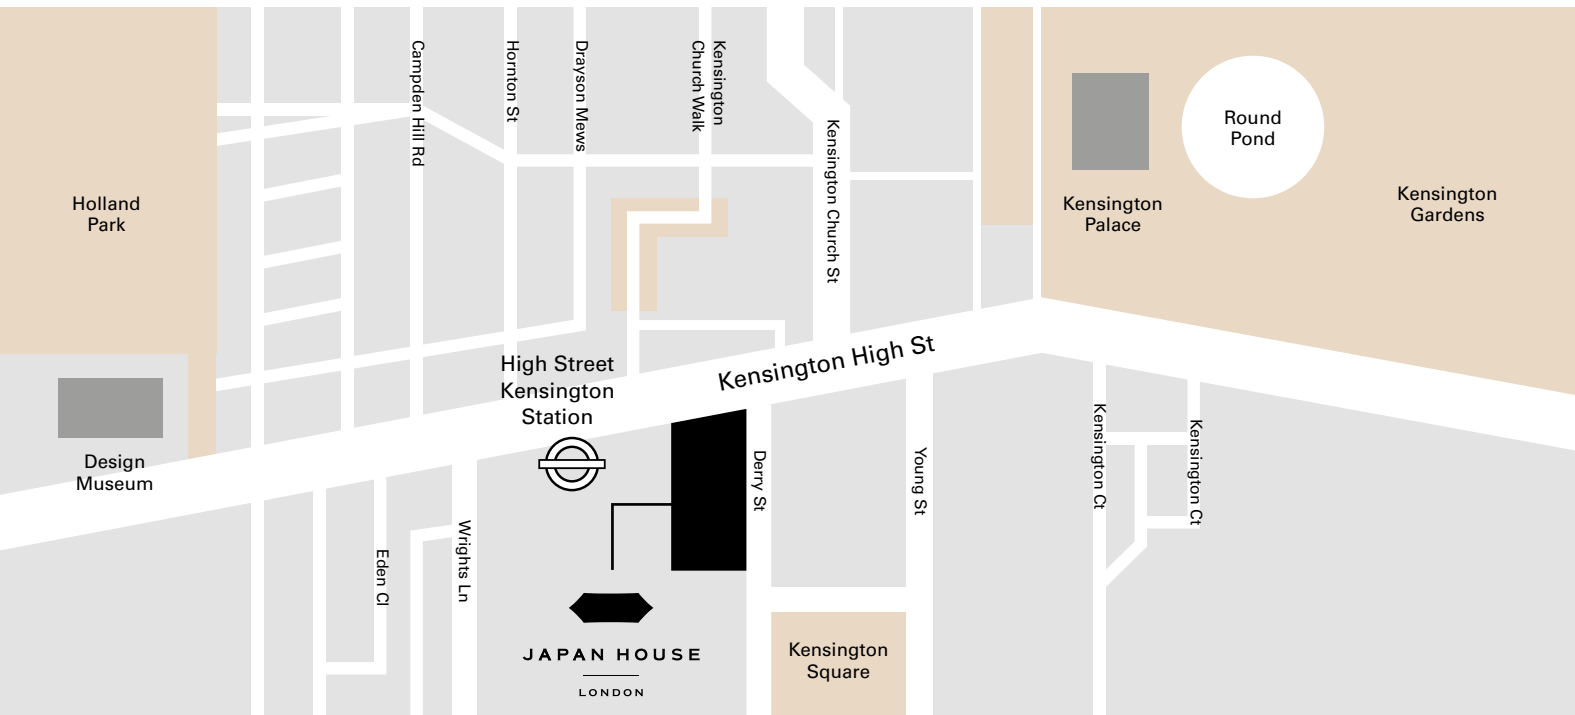 Campden Hill Rd
Hornton St
Drayson Mews
Kensington
Church Walk
Kensington Church St
Round
Pond
Holland
Park
Kensington
Palace
Kensington
Gardens
Kensington High St
High Street
Kensington
Station
Design
Museum
Eden Cl
Wrights Ln
Derry St
Young St
Kensington Ct
Kensington Ct
JAPAN HOUSE
LONDON
Kensington
Square